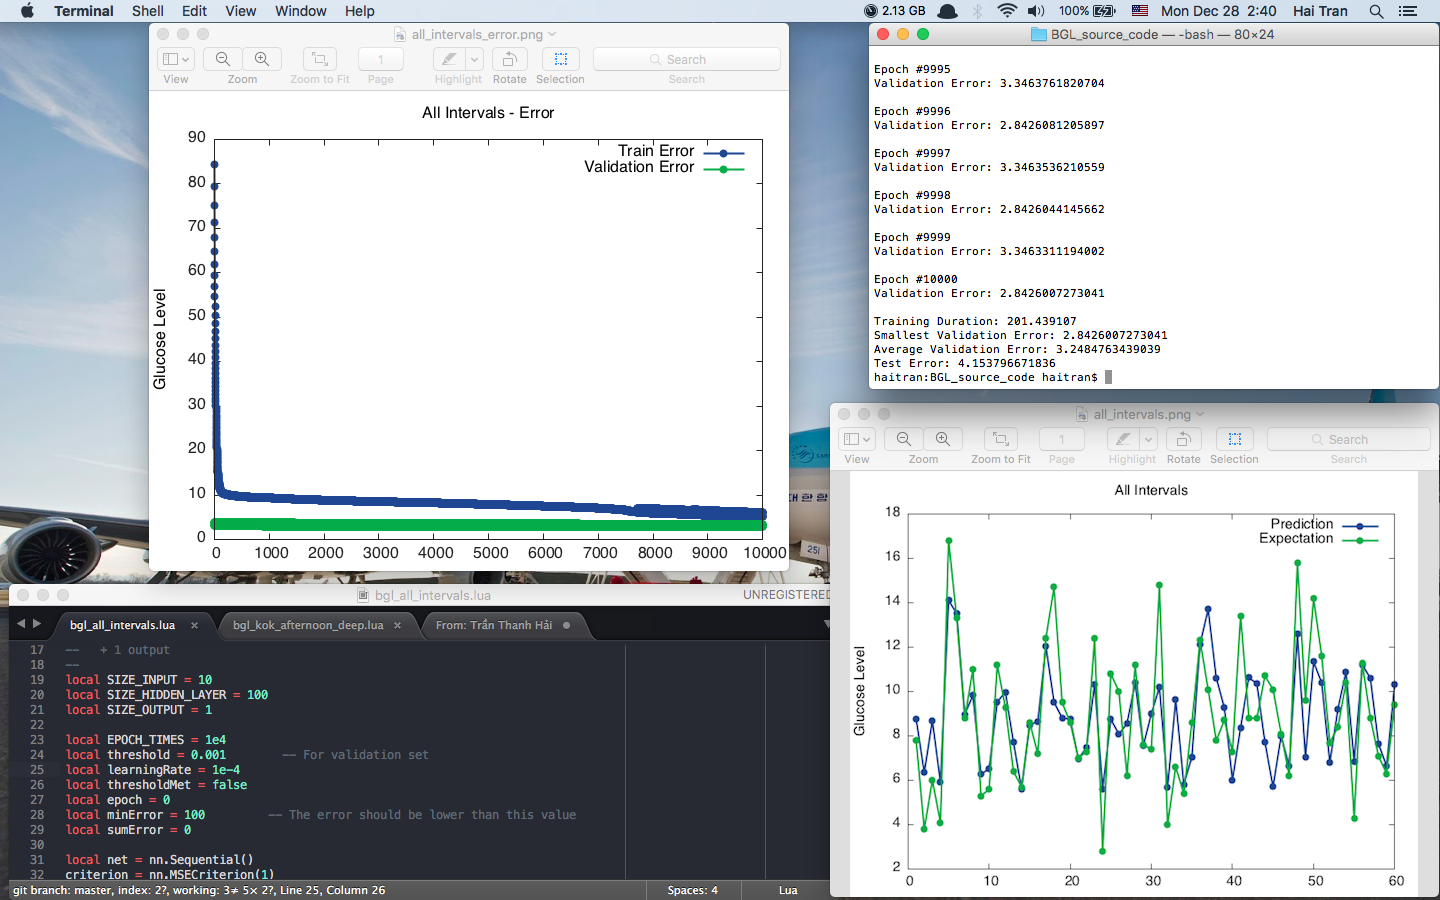 Terminal Shell Edit View Window Help 2.13 GB 100% Mon Dec 28 2:40 Hai Tran
all_intervals_error.png
View Zoom Zoom to Fit 1 Page Highlight Rotate Selection Search Search
All Intervals - Error
Train Error
Validation Error
Glucose Level
90
80
70
60
50
40
30
20
10
0
0 1000 2000 3000 4000 5000 6000 7000 8000 9000 10000
BGL_source_code — -bash — 80×24
Epoch #9995
Validation Error: 3.3463761820704
Epoch #9996
Validation Error: 2.8426081205897
Epoch #9997
Validation Error: 3.3463536210559
Epoch #9998
Validation Error: 2.8426044145662
Epoch #9999
Validation Error: 3.3463311194002
Epoch #10000
Validation Error: 2.8426007273041
Training Duration: 201.439107
Smallest Validation Error: 2.8426007273041
Average Validation Error: 3.2484763439039
Test Error: 4.153796671836
haitran:BGL_source_code haitran$
대한항
251
all_intervals.png
View Zoom Zoom to Fit 1 Page Highlight Rotate Selection Search Search
All Intervals
Prediction
Expectation
Glucose Level
18
16
14
12
10
8
6
4
2
0 10 20 30 40 50 60
bgl_all_intervals.lua UNREGISTERED
bgl_all_intervals.lua × bgl_kok_afternoon_deep.lua × From: Trần Thanh Hải
17 -- + 1 output
18 --
19 local SIZE_INPUT = 10
20 local SIZE_HIDDEN_LAYER = 100
21 local SIZE_OUTPUT = 1
22
23 local EPOCH_TIMES = 1e4
24 local threshold = 0.001 -- For validation set
25 local learningRate = 1e-4
26 local thresholdMet = false
27 local epoch = 0
28 local minError = 100 -- The error should be lower than this value
29 local sumError = 0
30
31 local net = nn.Sequential()
32 criterion = nn.MSECriterion(1)
git branch: master, index: 2?, working: 3≠ 5× 2?, Line 25, Column 26 Spaces: 4 Lua